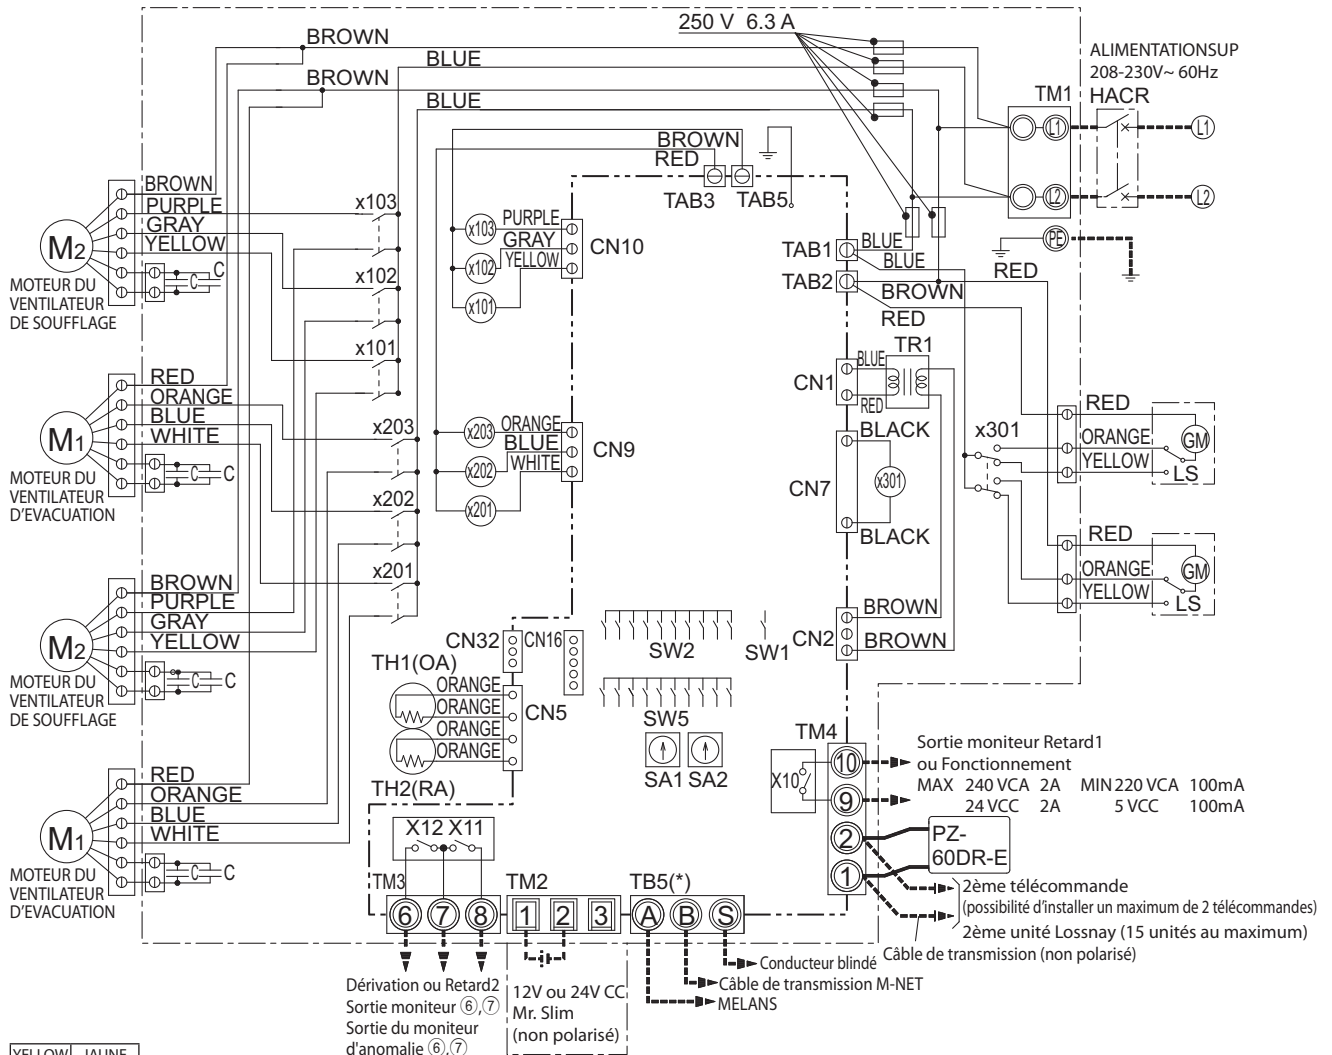 250 V 6.3 A
BROWN
BLUE
BROWN
BLUE
ALIMENTATIONSUP
208-230V~ 60Hz
TM1
HACR
L1
L1
L2
L2
PE
RED
BROWN
RED
TAB3
TAB5
BROWN
PURPLE
GRAY
YELLOW
M2
C
C
MOTEUR DU
VENTILATEUR
DE SOUFFLAGE
x103
x102
x101
x103
x102
x101
PURPLE
GRAY
YELLOW
CN10
TAB1
BLUE
BLUE
TAB2
BROWN
RED
TR1
BLUE
CN1
RED
RED
ORANGE
BLUE
WHITE
M1
C
C
MOTEUR DU
VENTILATEUR
D'EVACUATION
x203
x202
x201
x203
x202
x201
ORANGE
BLUE
WHITE
CN9
BLACK
CN7
x301
BLACK
x301
RED
ORANGE
YELLOW
GM
LS
RED
ORANGE
YELLOW
GM
LS
BROWN
PURPLE
GRAY
YELLOW
M2
C
C
MOTEUR DU
VENTILATEUR
DE SOUFFLAGE
CN32
CN16
SW2
SW1
CN2
BROWN
BROWN
TH1(OA)
ORANGE
ORANGE
ORANGE
ORANGE
CN5
TH2(RA)
SW5
SA1 SA2
RED
ORANGE
BLUE
WHITE
M1
C
C
MOTEUR DU
VENTILATEUR
D'EVACUATION
TM4
X10
10
9
2
1
Sortie moniteur Retard1
ou Fonctionnement
MAX 240 VCA 2A MIN 220 VCA 100mA
24 VCC 2A 5 VCC 100mA
PZ-
60DR-E
2ème télécommande
(possibilité d'installer un maximum de 2 télécommandes)
2ème unité Lossnay (15 unités au maximum)
Câble de transmission (non polarisé)
X12 X11
TM3
6 7 8
TM2
1 2 3
TB5(*)
A B S
Conducteur blindé
Câble de transmission M-NET
MELANS
Dérivation ou Retard2
Sortie moniteur ⑥,⑦
Sortie du moniteur
d'anomalie ⑥,⑦
12V ou 24V CC
Mr. Slim
(non polarisé)
YELLOW JAUNE